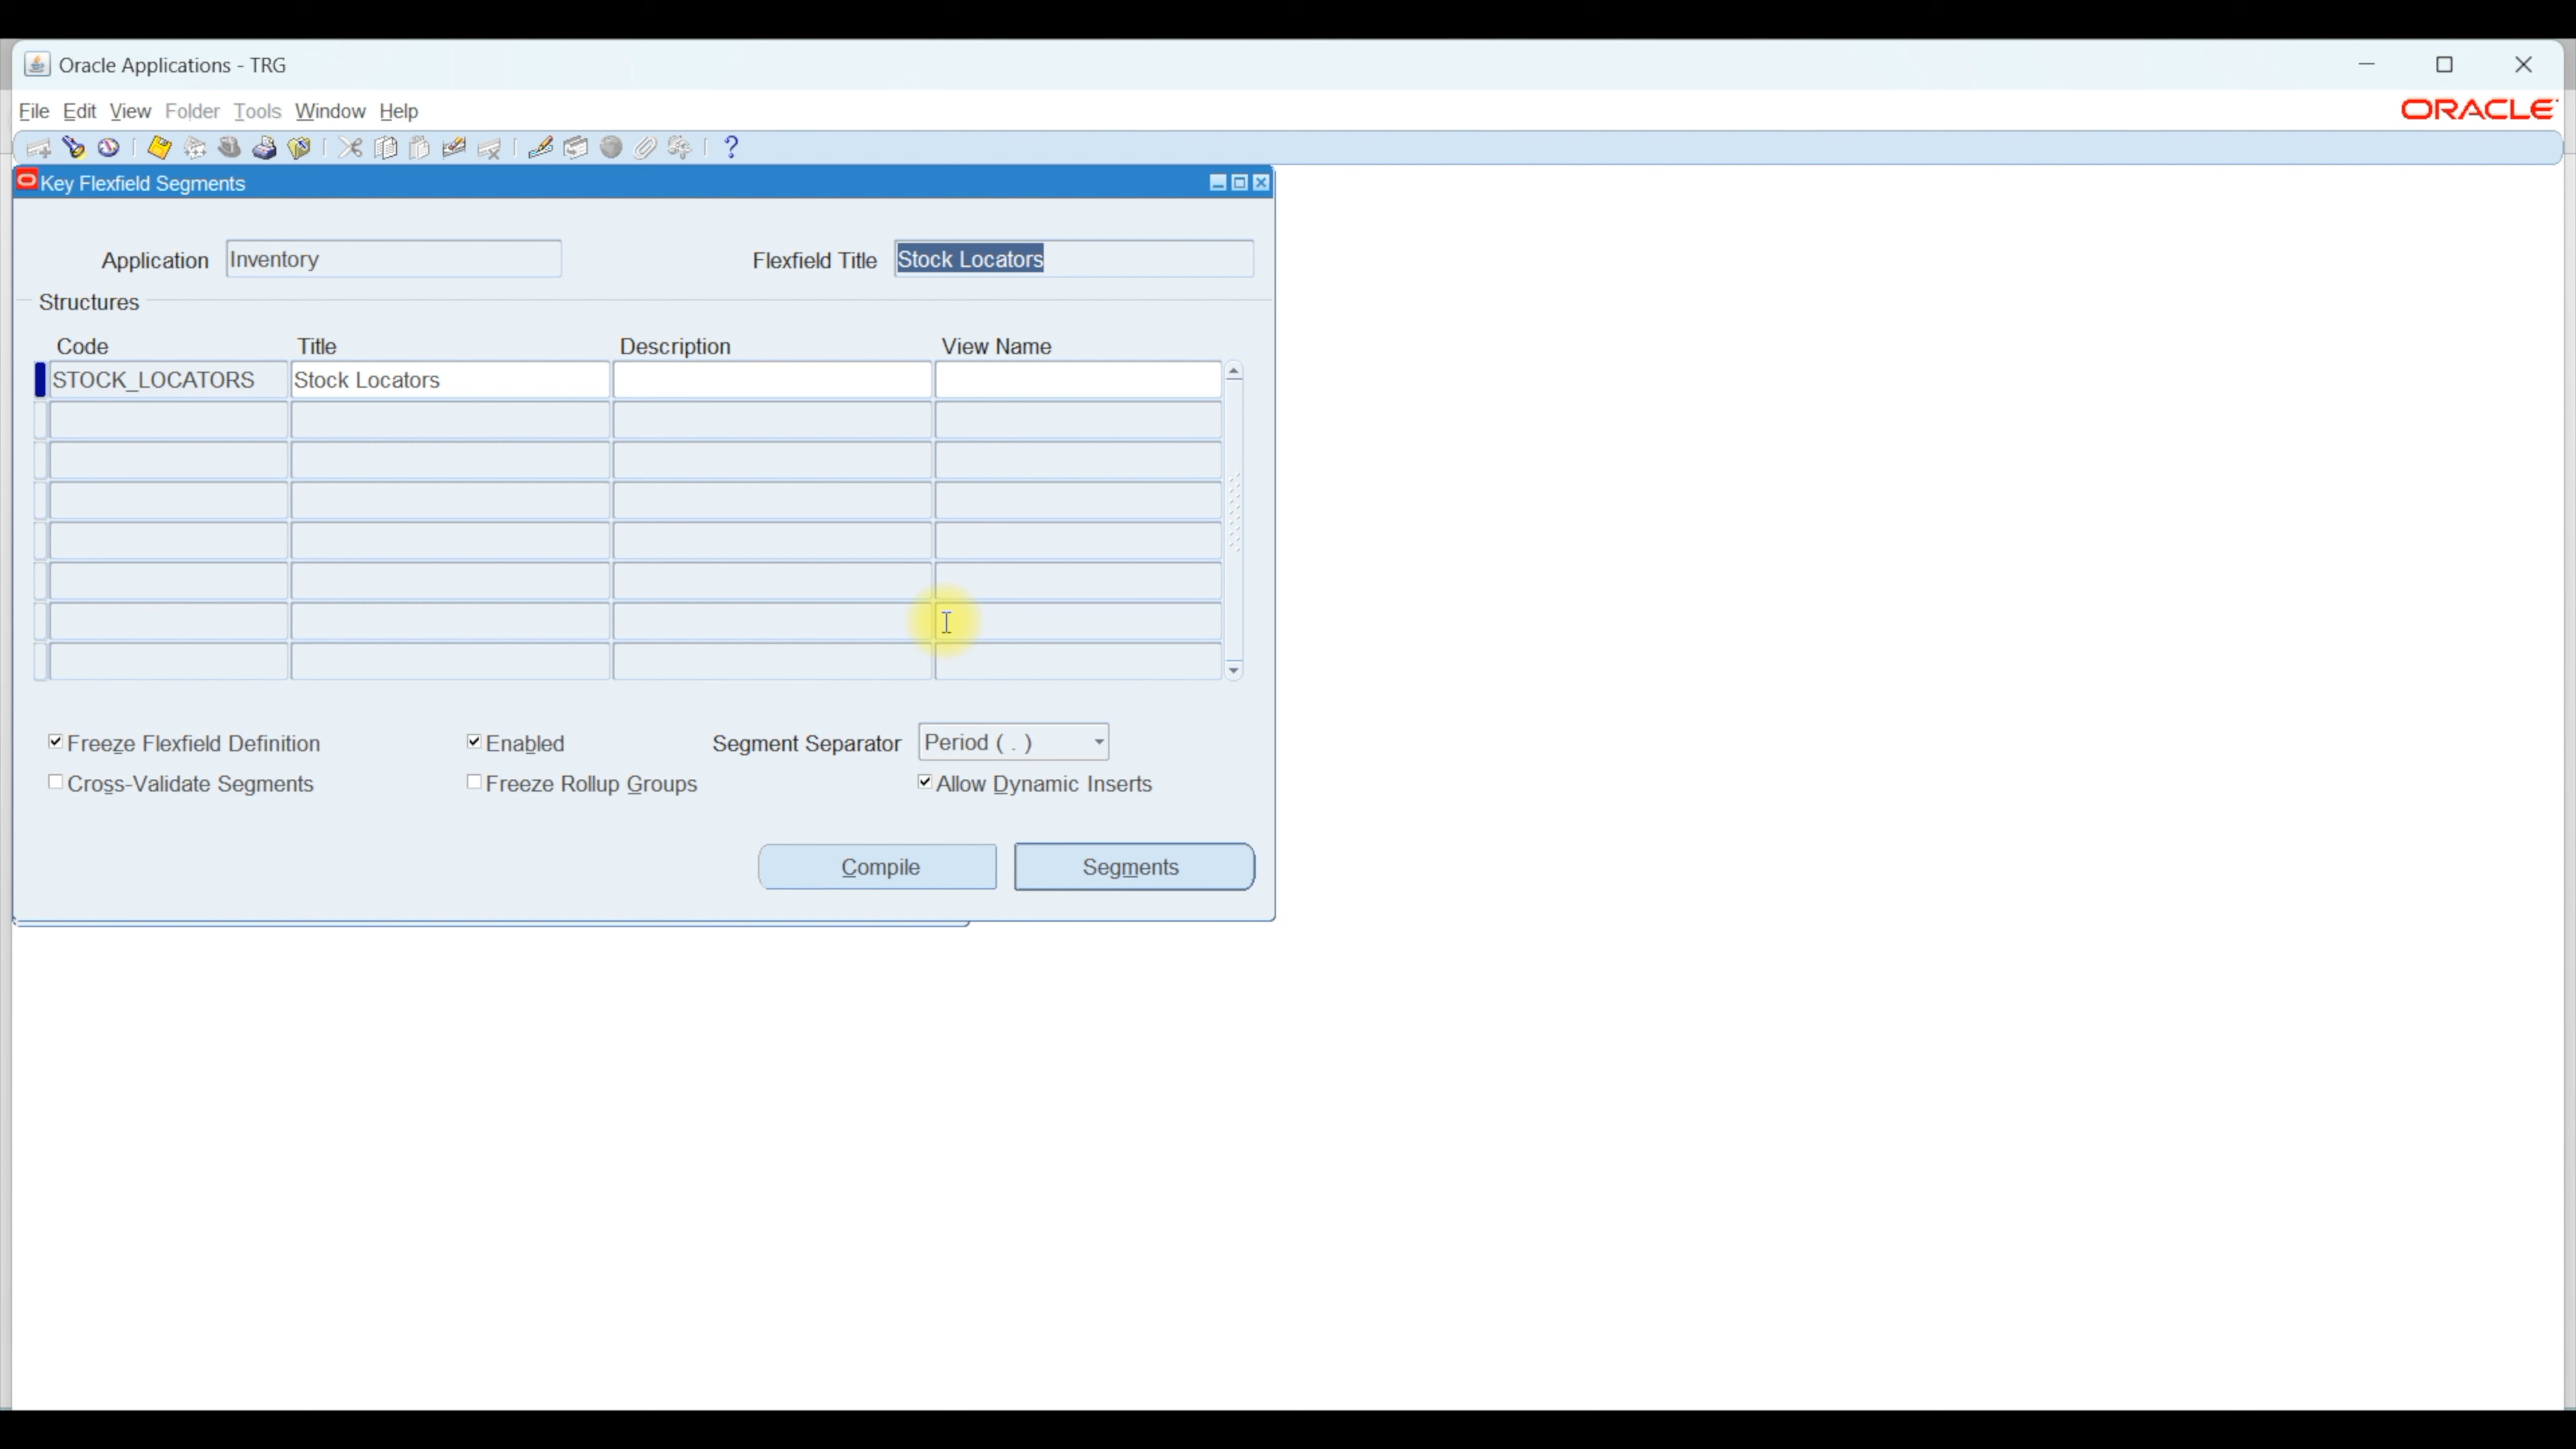 Oracle Applications - TRG
File Edit View Folder Tools Window Help
ORACLE
Key Flexfield Segments
Application Inventory Flexfield Title Stock Locators
Structures
Code Title Description View Name
STOCK_LOCATORS Stock Locators
Freeze Flexfield Definition Enabled Segment Separator Period ( . )
Cross-Validate Segments Freeze Rollup Groups Allow Dynamic Inserts
Compile Segments